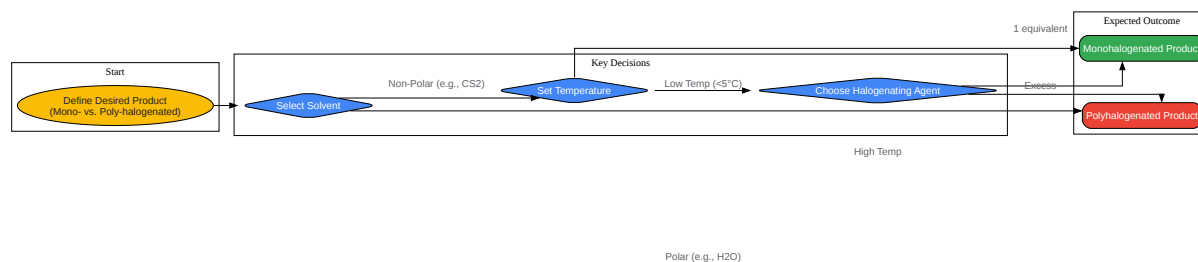 Start
Define Desired Product
(Mono- vs. Poly-halogenated)
Key Decisions
Select Solvent
Non-Polar (e.g., CS2)
Set Temperature
Low Temp (<5°C)
Choose Halogenating Agent
1 equivalent
Excess
Expected Outcome
Monohalogenated Product
Polyhalogenated Product
High Temp
Polar (e.g., H2O)